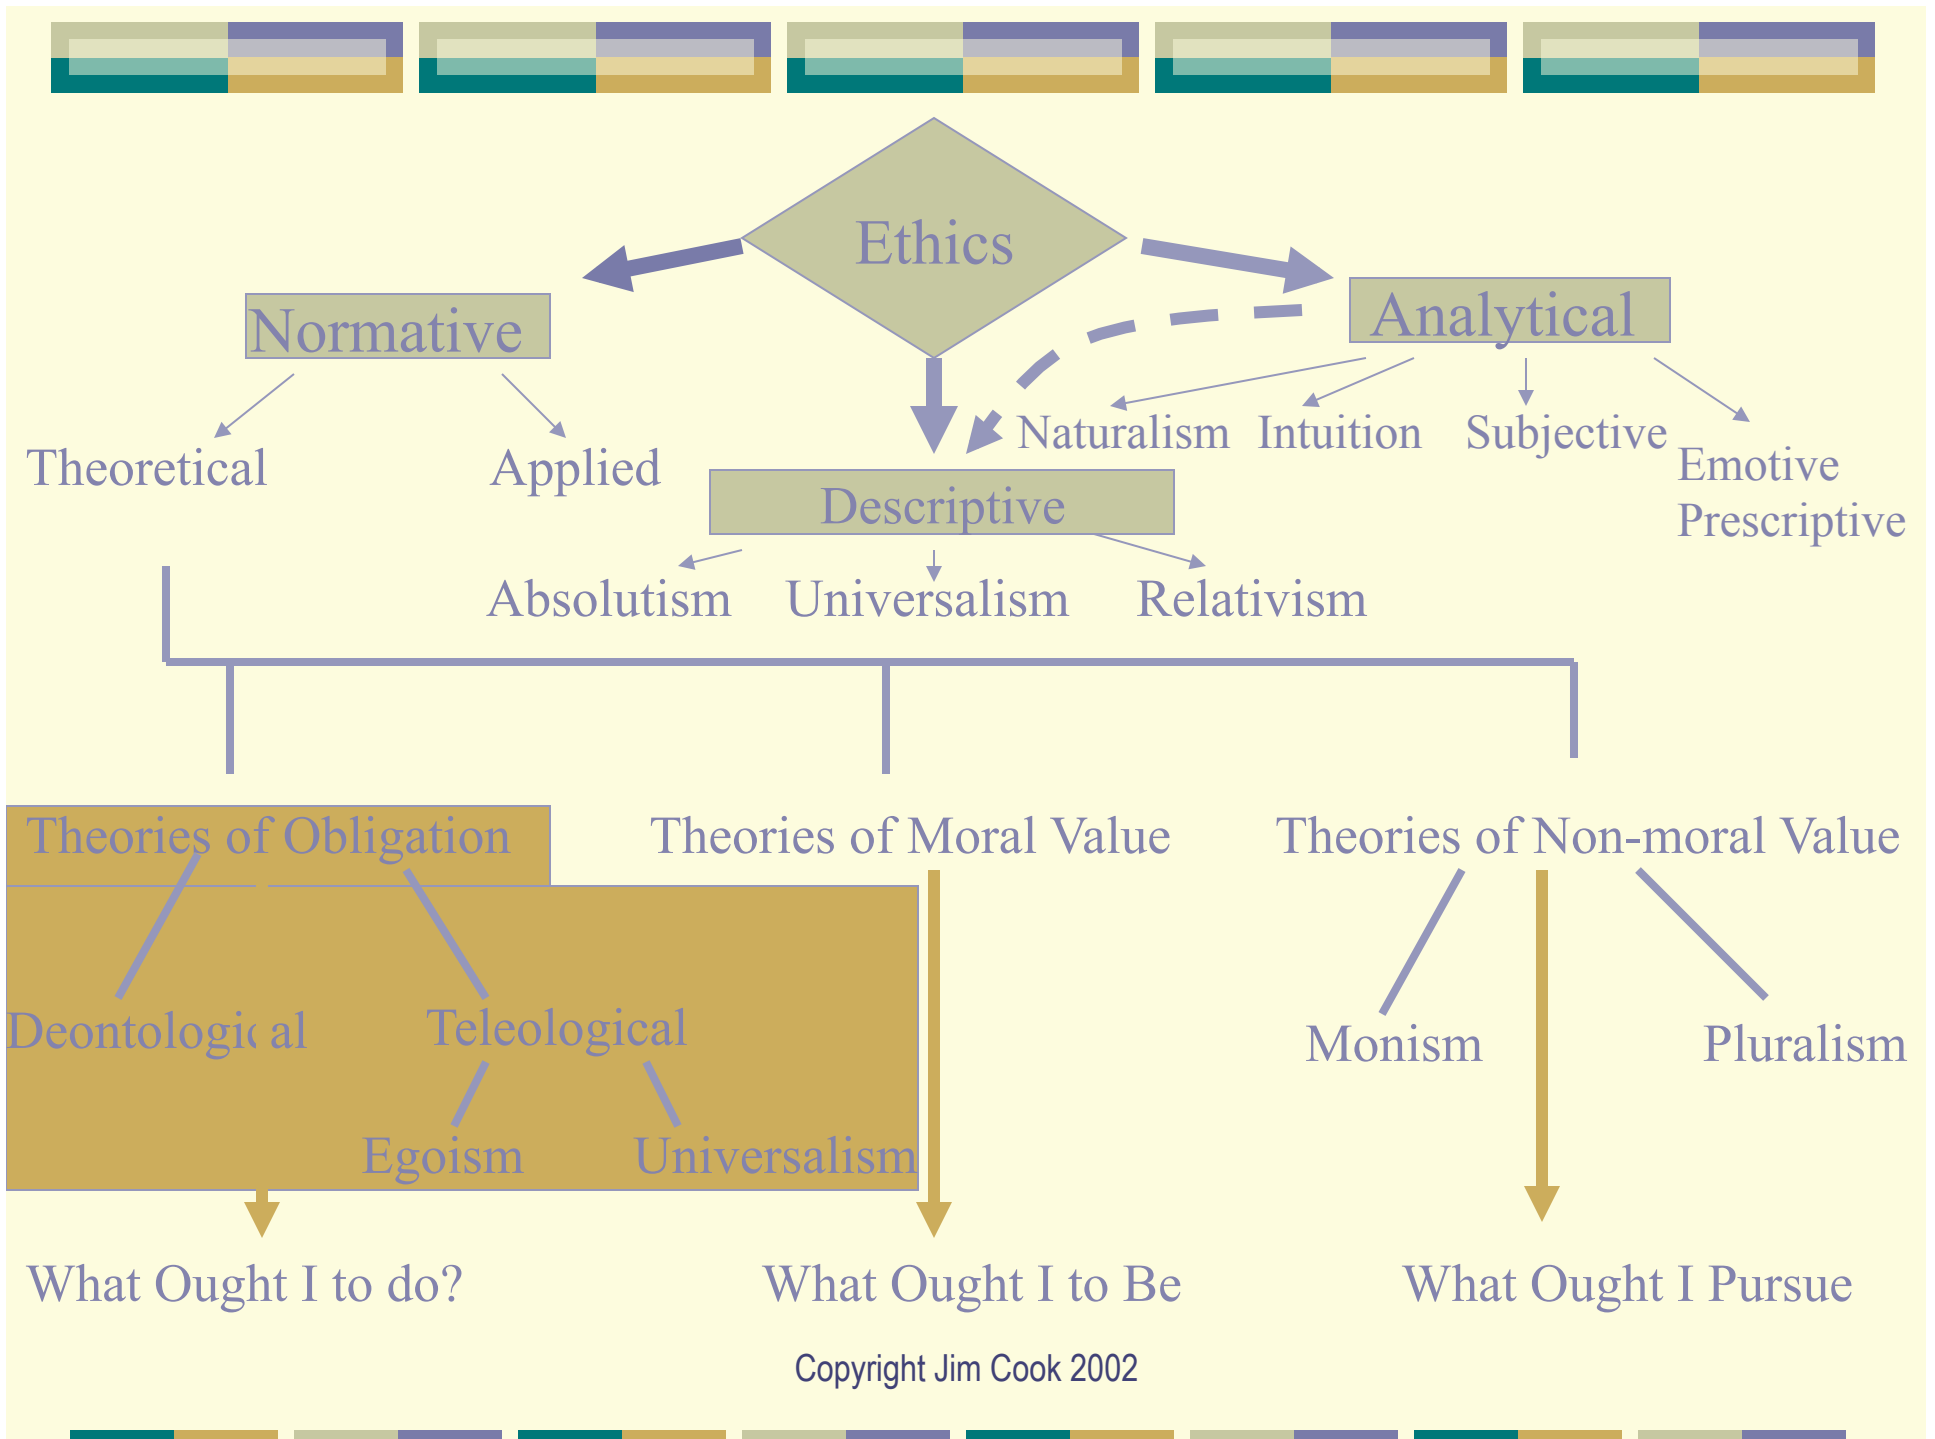 Ethics
Normative
Analytical
Naturalism Intuition Subjective
Emotive
Prescriptive
Theoretical Applied
Descriptive
Absolutism Universalism Relativism
Theories of Obligation Theories of Moral Value Theories of Non-moral Value
Deontological Teleological Monism Pluralism
Egoism Universalism
What Ought I to do? What Ought I to Be What Ought I Pursue
Copyright Jim Cook 2002